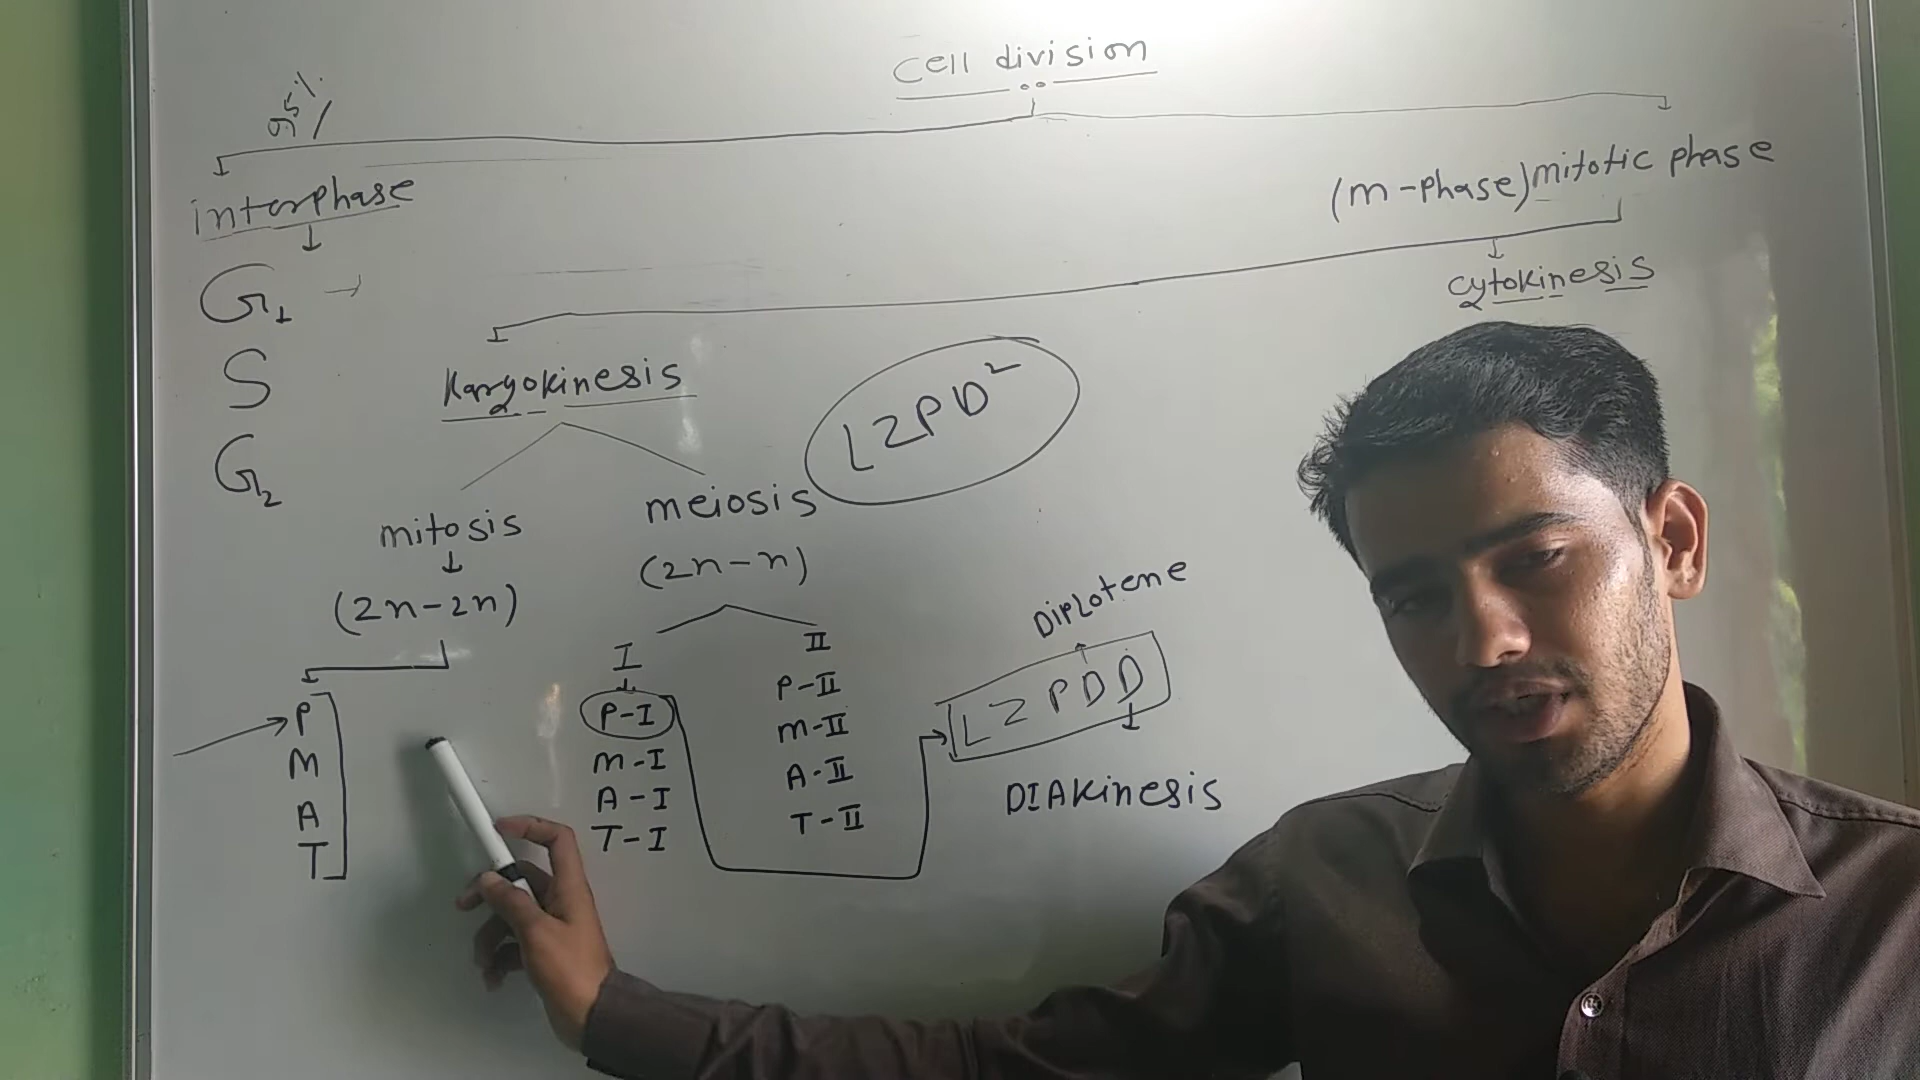 cell division
95%
interphase
(m-phase) mitotic phase
G1
cytokinesis
S
Karyokinesis
LZPD²
G2
mitosis
meiosis
(2n-2n)
(2n-n)
I
II
P
M
A
T
P-I
M-I
A-I
T-I
P-II
M-II
A-II
T-II
Diplotene
LZPDD
DIAkinesis